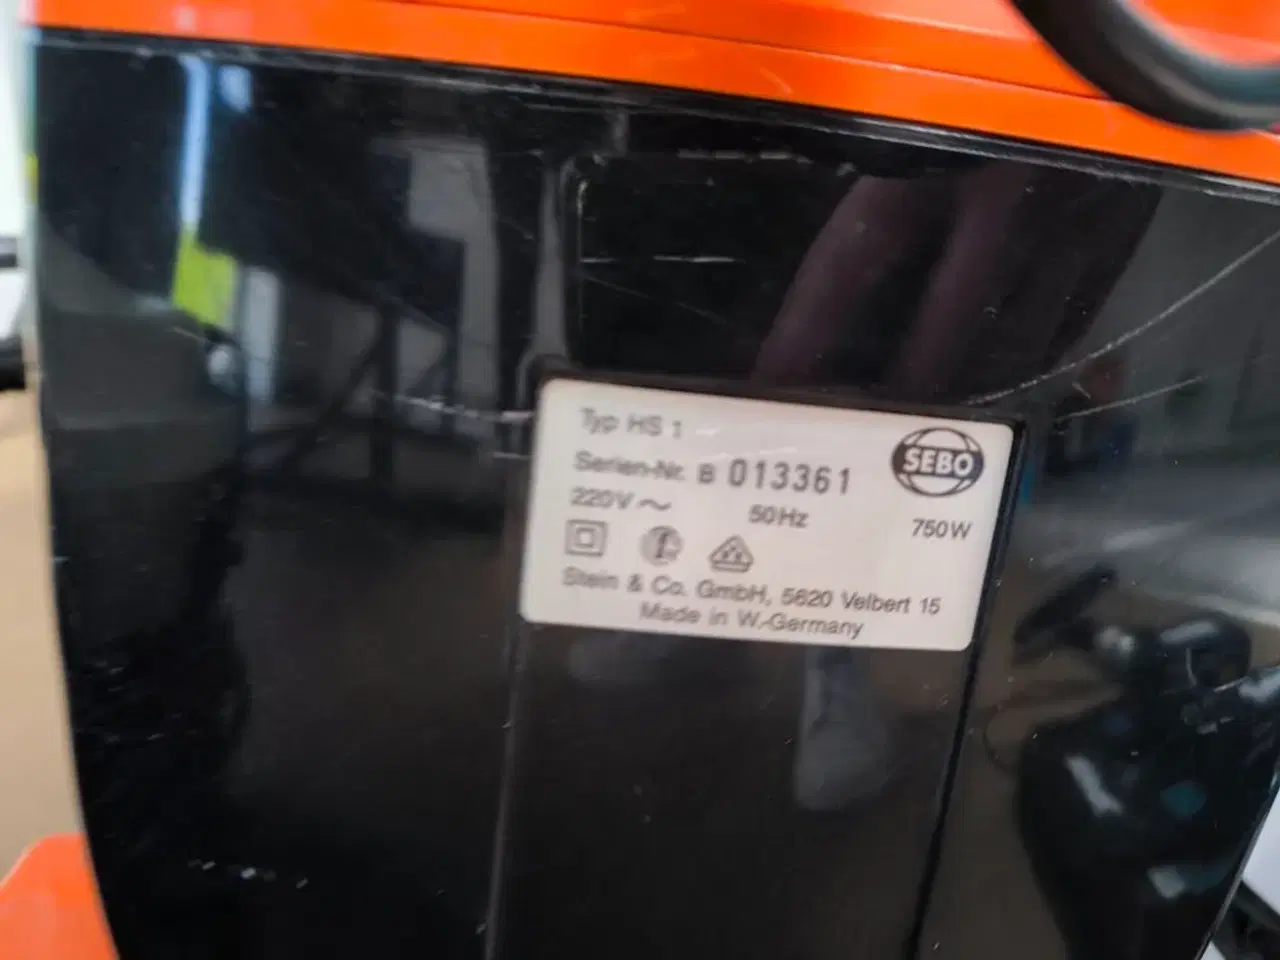 Typ HS 1
SEBO
Serien-Nr. B 013361
220V ~ 50Hz 750W
Stein & Co. GmbH, 5620 Velbert 15
Made in W.-Germany